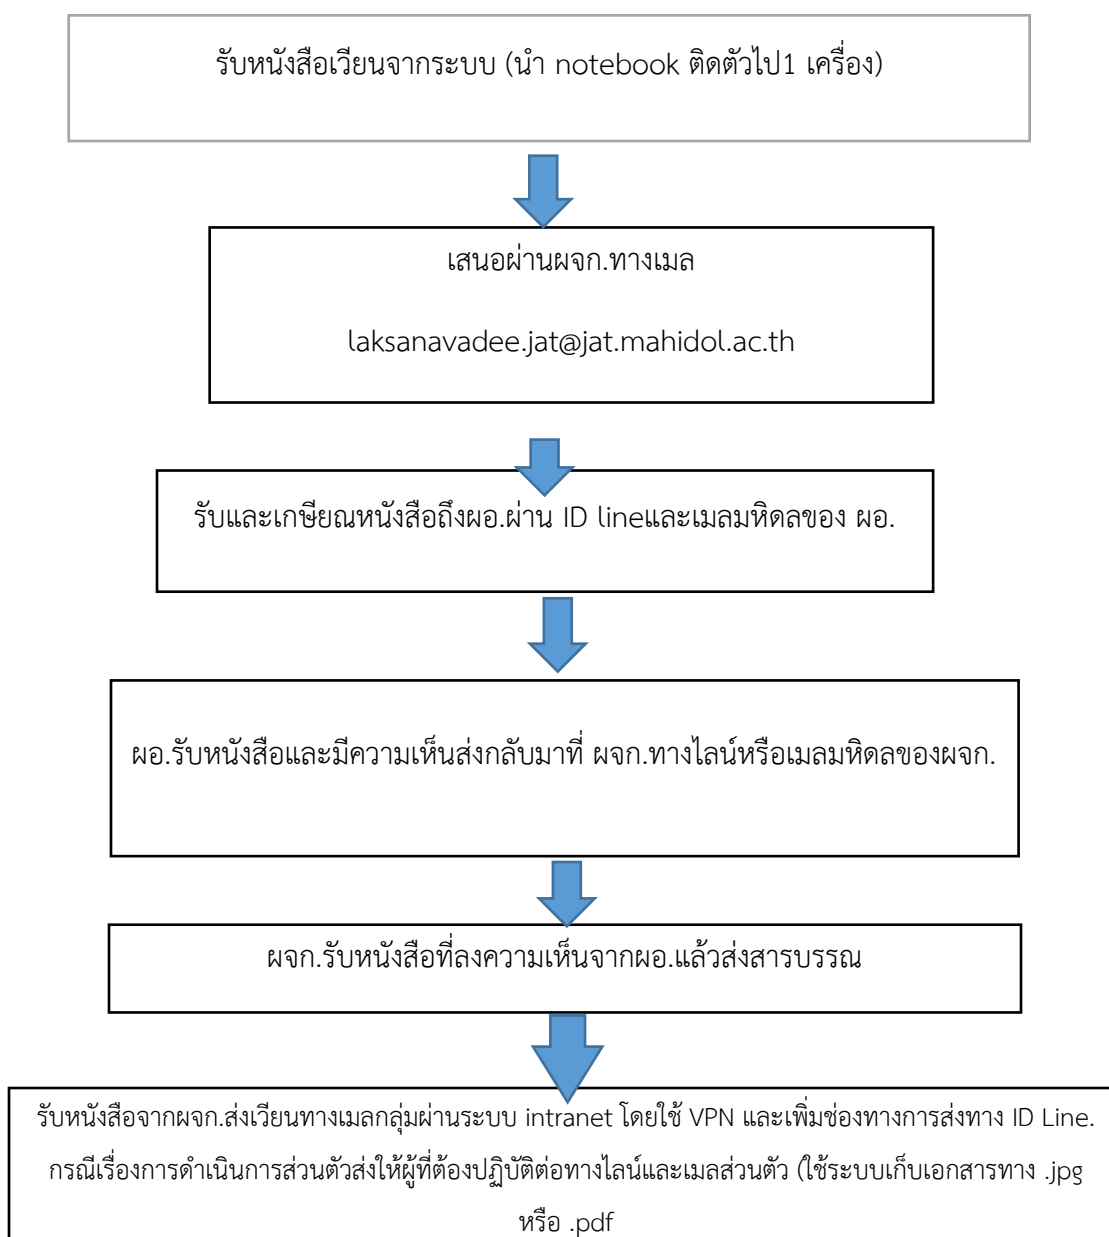 รับหนังสือเวียนจากระบบ (นำ notebook ติดตัวไป1 เครื่อง)
เสนอผ่านผจก.ทางเมล
laksanavadee.jat@jat.mahidol.ac.th
รับและเกษียณหนังสือถึงผอ.ผ่าน ID lineและเมลมหิดลของ ผอ.
ผอ.รับหนังสือและมีความเห็นส่งกลับมาที่ ผจก.ทางไลน์หรือเมลมหิดลของผจก.
ผจก.รับหนังสือที่ลงความเห็นจากผอ.แล้วส่งสารบรรณ
รับหนังสือจากผจก.ส่งเวียนทางเมลกลุ่มผ่านระบบ intranet โดยใช้ VPN และเพิ่มช่องทางการส่งทาง ID Line.
กรณีเรื่องการดำเนินการส่วนตัวส่งให้ผู้ที่ต้องปฏิบัติต่อทางไลน์และเมลส่วนตัว (ใช้ระบบเก็บเอกสารทาง .jpg
หรือ .pdf